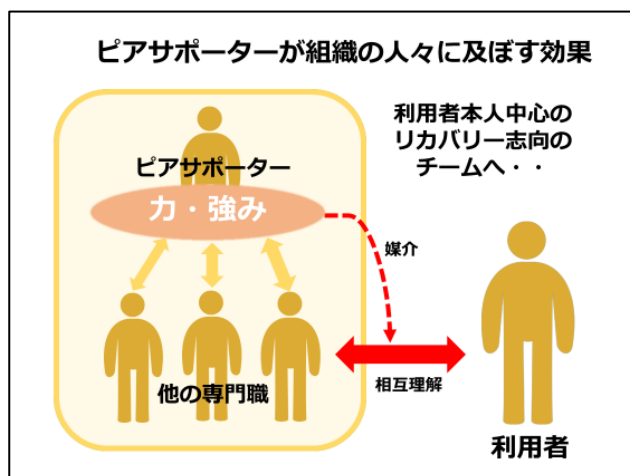 ピアサポーターが組織の人々に及ぼす効果
利用者本人中心の
リカバリー志向の
チームへ・・
ピアサポーター
力・強み
媒介
相互理解
他の専門職
利用者